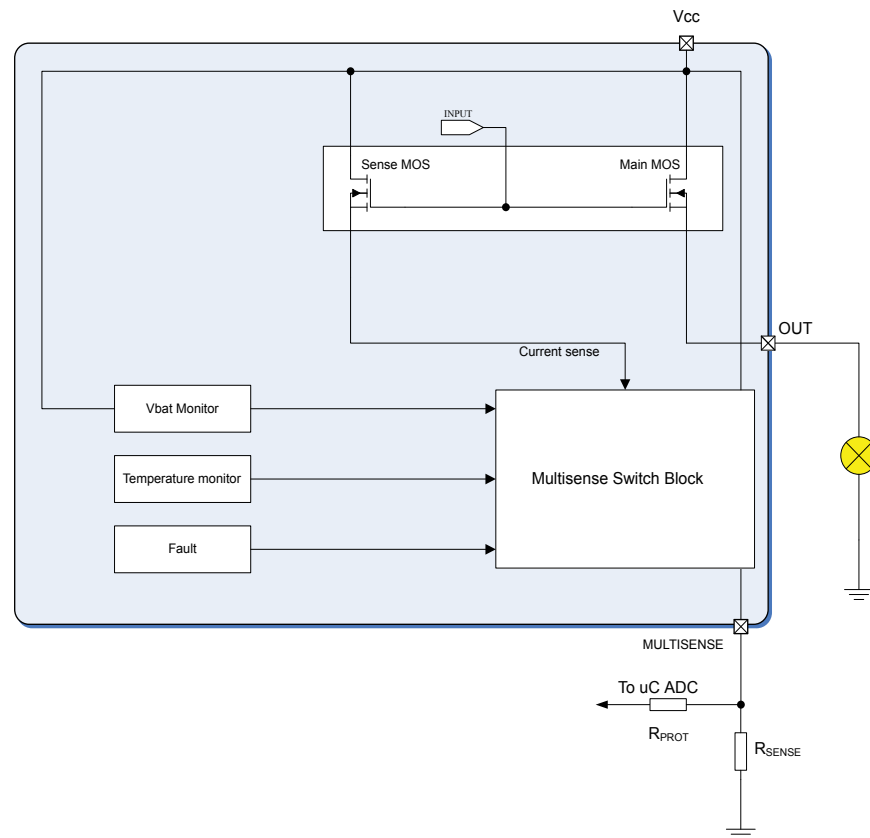 Vcc
INPUT
Sense MOS
Main MOS
OUT
Current sense
Vbat Monitor
Temperature monitor
Multisense Switch Block
Fault
MULTISENSE
To uC ADC
RPROT
RSENSE